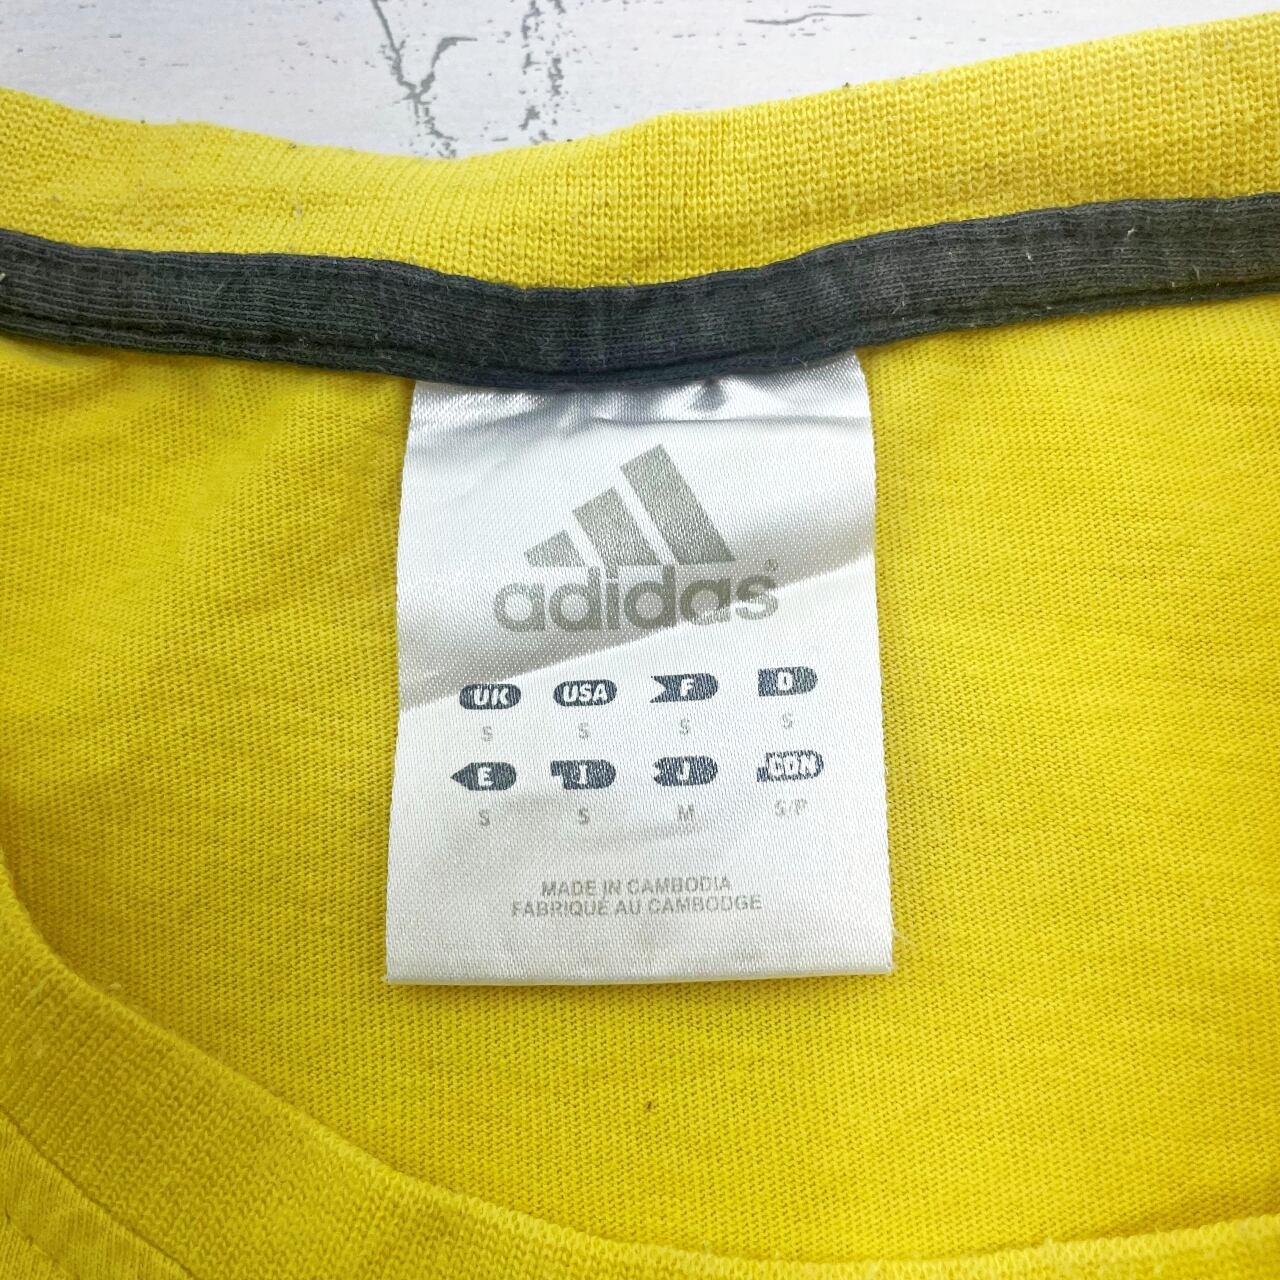 adidas®
UK USA F D
S S S S
E I J CDN
S S M S/P
MADE IN CAMBODIA
FABRIQUE AU CAMBODGE